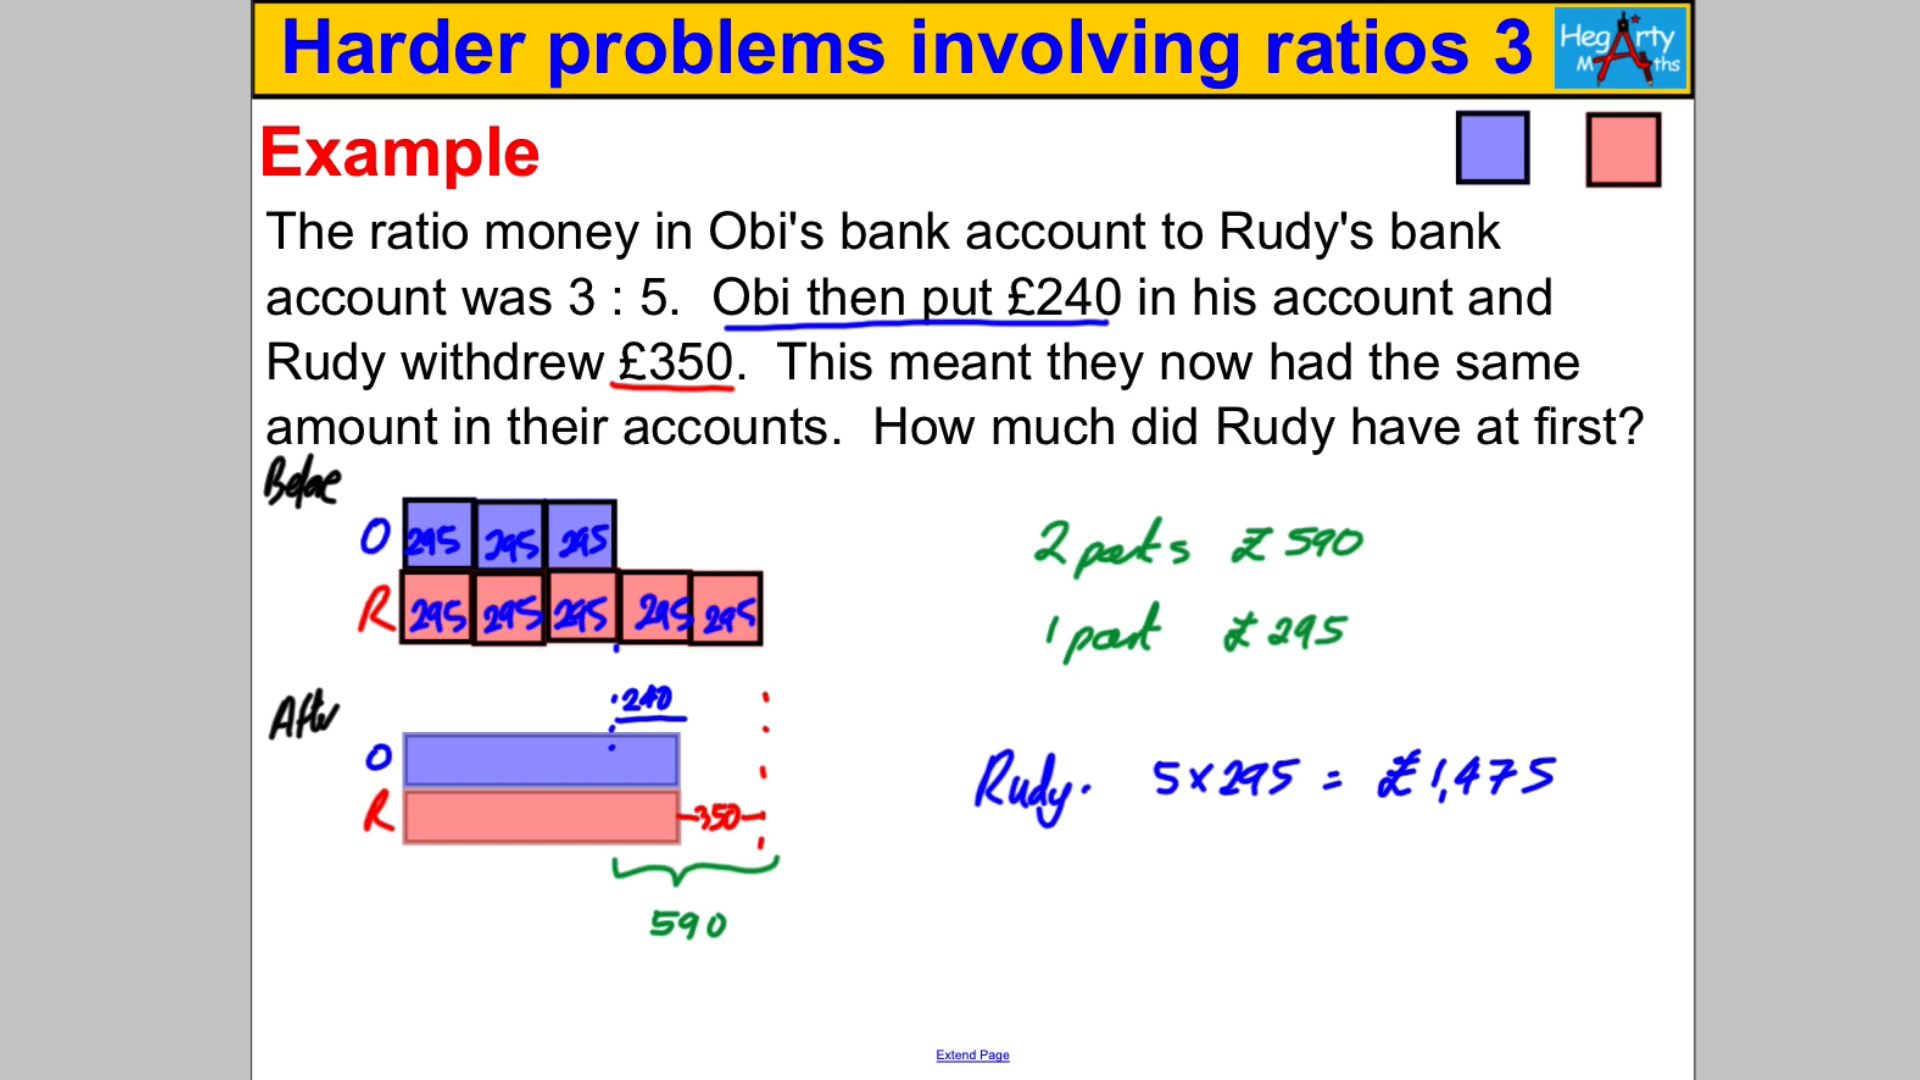 Harder problems involving ratios 3
HegArty
Maths
Example
The ratio money in Obi's bank account to Rudy's bank
account was 3 : 5. Obi then put £240 in his account and
Rudy withdrew £350. This meant they now had the same
amount in their accounts. How much did Rudy have at first?
Before
O 295 295 295
R 295 295 295 295 295
2 parts £590
1 part £295
After
240
O
R 350
590
Rudy. 5×295 = £1,475
Extend Page